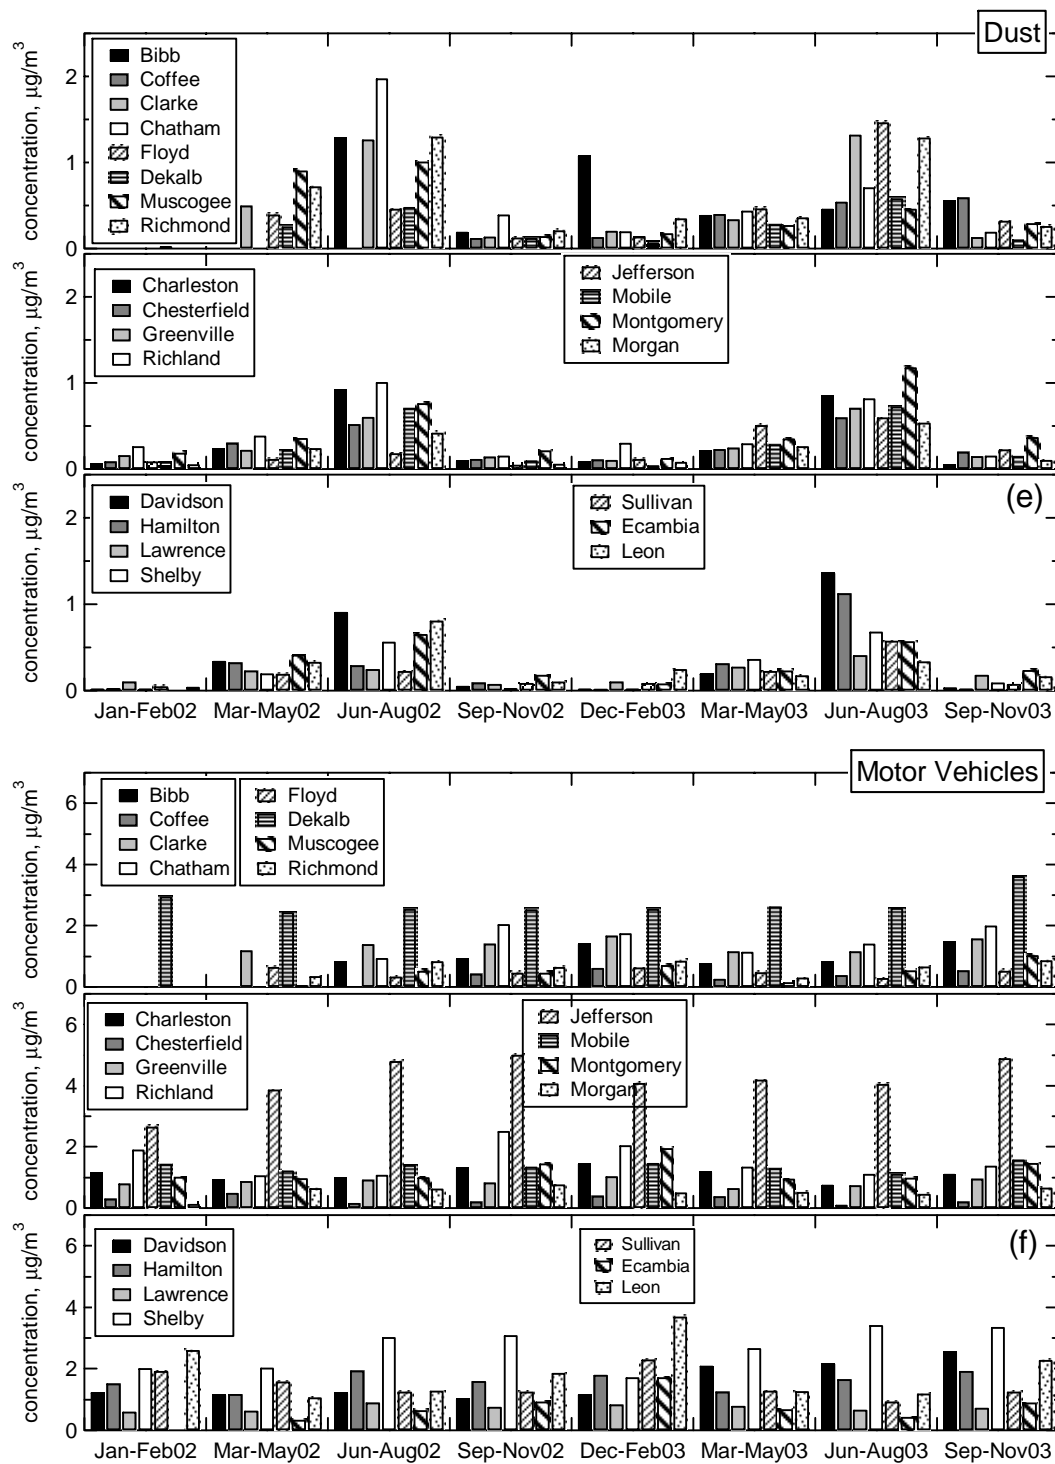 Dust
concentration, μg/m3
2
1
0
Bibb
Coffee
Clarke
Chatham
Floyd
Dekalb
Muscogee
Richmond
concentration, μg/m3
2
1
0
Charleston
Chesterfield
Greenville
Richland
Jefferson
Mobile
Montgomery
Morgan
(e)
concentration, μg/m3
2
1
0
Davidson
Hamilton
Lawrence
Shelby
Sullivan
Ecambia
Leon
Jan-Feb02 Mar-May02 Jun-Aug02 Sep-Nov02 Dec-Feb03 Mar-May03 Jun-Aug03 Sep-Nov03
Motor Vehicles
concentration, μg/m3
6
4
2
0
Bibb
Coffee
Clarke
Chatham
Floyd
Dekalb
Muscogee
Richmond
concentration, μg/m3
6
4
2
0
Charleston
Chesterfield
Greenville
Richland
Jefferson
Mobile
Montgomery
Morgan
(f)
concentration, μg/m3
6
4
2
0
Davidson
Hamilton
Lawrence
Shelby
Sullivan
Ecambia
Leon
Jan-Feb02 Mar-May02 Jun-Aug02 Sep-Nov02 Dec-Feb03 Mar-May03 Jun-Aug03 Sep-Nov03